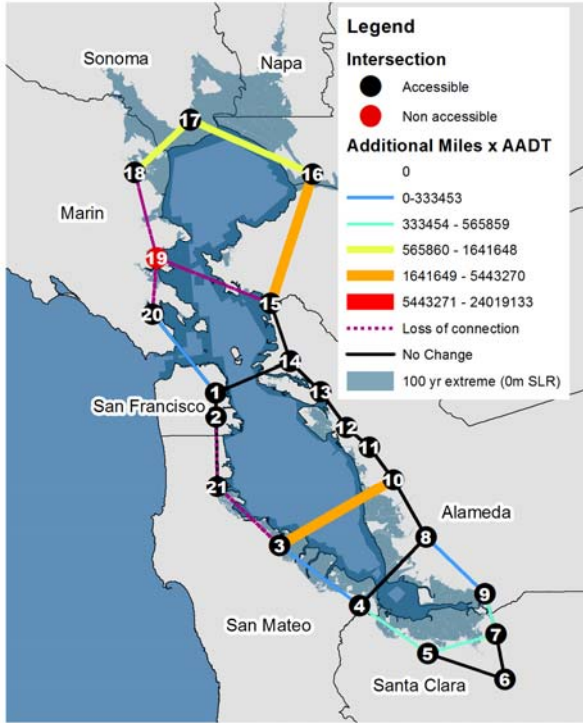 Sonoma
Napa
Legend
Intersection
Accessible
Non accessible
Additional Miles x AADT
0
0-333453
333454 - 565859
565860 - 1641648
1641649 - 5443270
5443271 - 24019133
Loss of connection
No Change
100 yr extreme (0m SLR)
17
18
16
Marin
19
15
20
14
1
13
San Francisco
2
12
11
21
10
Alameda
8
3
9
4
San Mateo
7
5
6
Santa Clara